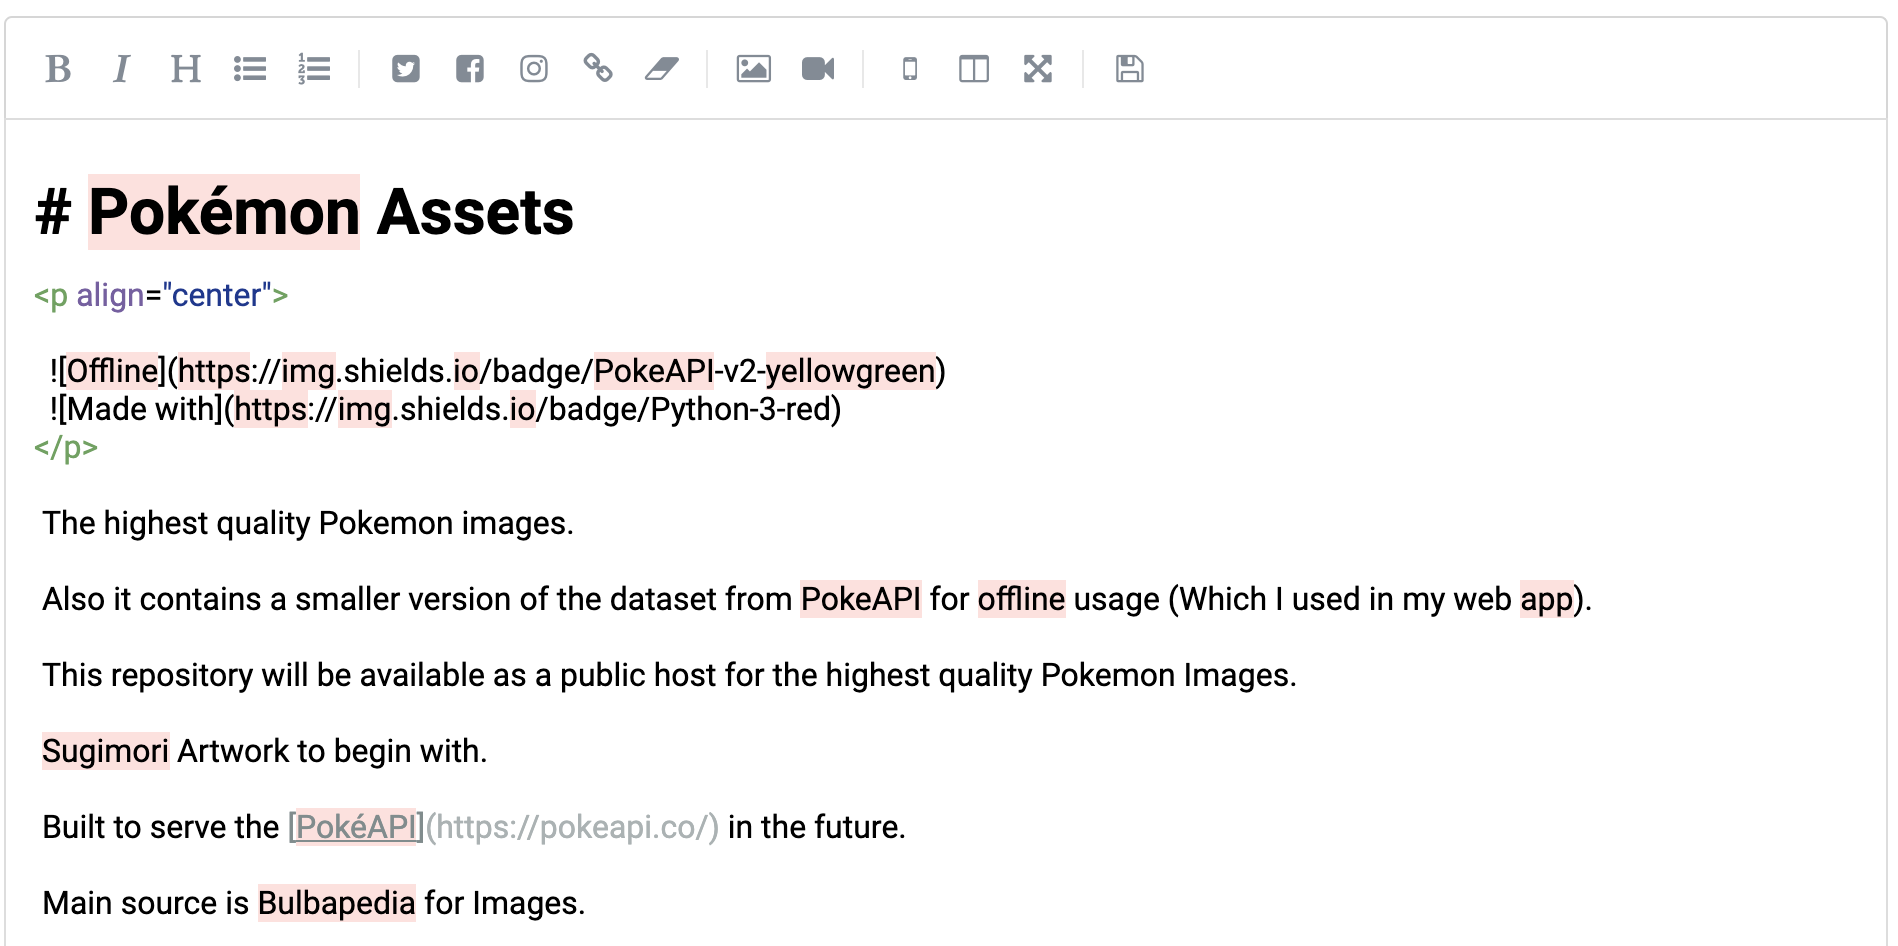 B I H
# Pokémon Assets
<p align="center">
![Offline](https://img.shields.io/badge/PokeAPI-v2-yellowgreen)
![Made with](https://img.shields.io/badge/Python-3-red)
</p>
The highest quality Pokemon images.
Also it contains a smaller version of the dataset from PokeAPI for offline usage (Which I used in my web app).
This repository will be available as a public host for the highest quality Pokemon Images.
Sugimori Artwork to begin with.
Built to serve the [PokéAPI](https://pokeapi.co/) in the future.
Main source is Bulbapedia for Images.